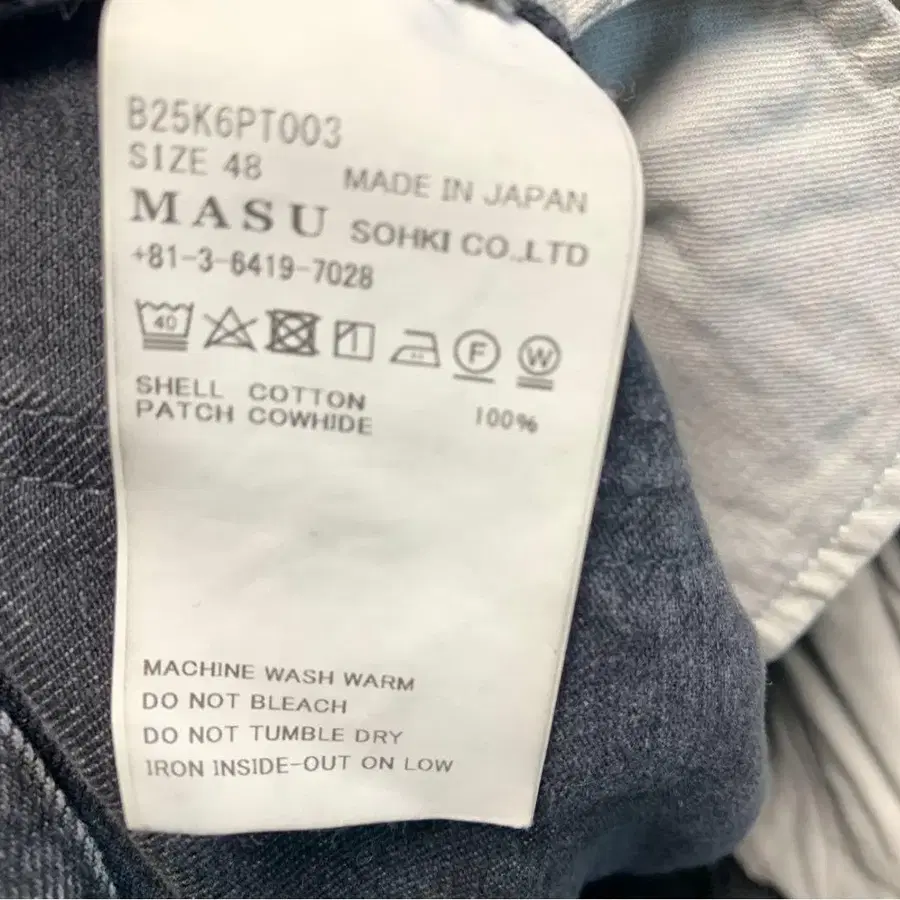 B25K6PT003
SIZE 48 MADE IN JAPAN
MASU SOHKI CO.,LTD
+81-3-6419-7028
40 F W
SHELL COTTON 100%
PATCH COWHIDE
MACHINE WASH WARM
DO NOT BLEACH
DO NOT TUMBLE DRY
IRON INSIDE-OUT ON LOW